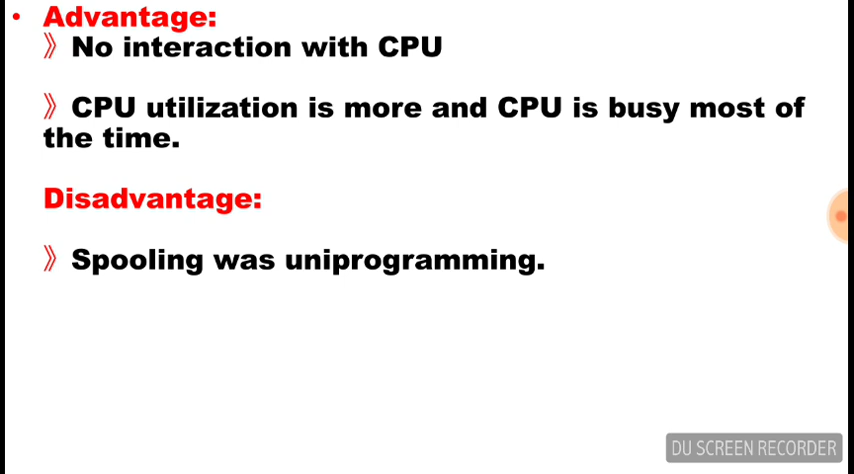 • Advantage:
》 No interaction with CPU
》 CPU utilization is more and CPU is busy most of
the time.
Disadvantage:
》 Spooling was uniprogramming.
DU SCREEN RECORDER